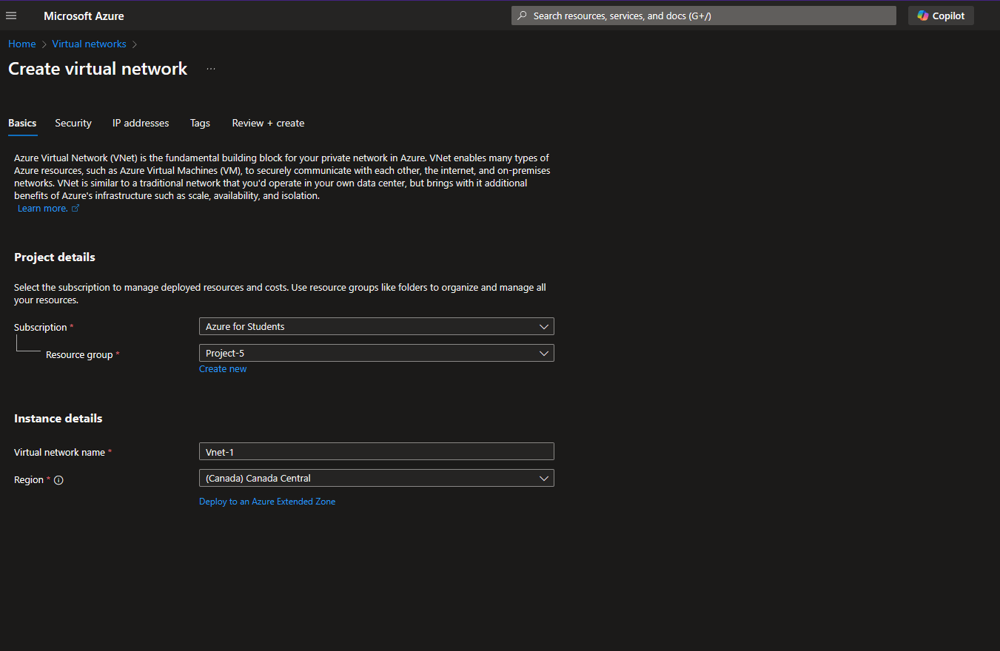 Microsoft Azure
Search resources, services, and docs (G+/)
Copilot
Home > Virtual networks >
Create virtual network ...
Basics Security IP addresses Tags Review + create
Azure Virtual Network (VNet) is the fundamental building block for your private network in Azure. VNet enables many types of
Azure resources, such as Azure Virtual Machines (VM), to securely communicate with each other, the internet, and on-premises
networks. VNet is similar to a traditional network that you'd operate in your own data center, but brings with it additional
benefits of Azure's infrastructure such as scale, availability, and isolation.
Learn more.
Project details
Select the subscription to manage deployed resources and costs. Use resource groups like folders to organize and manage all
your resources.
Subscription * Azure for Students
Resource group * Project-5
Create new
Instance details
Virtual network name * Vnet-1
Region * (Canada) Canada Central
Deploy to an Azure Extended Zone